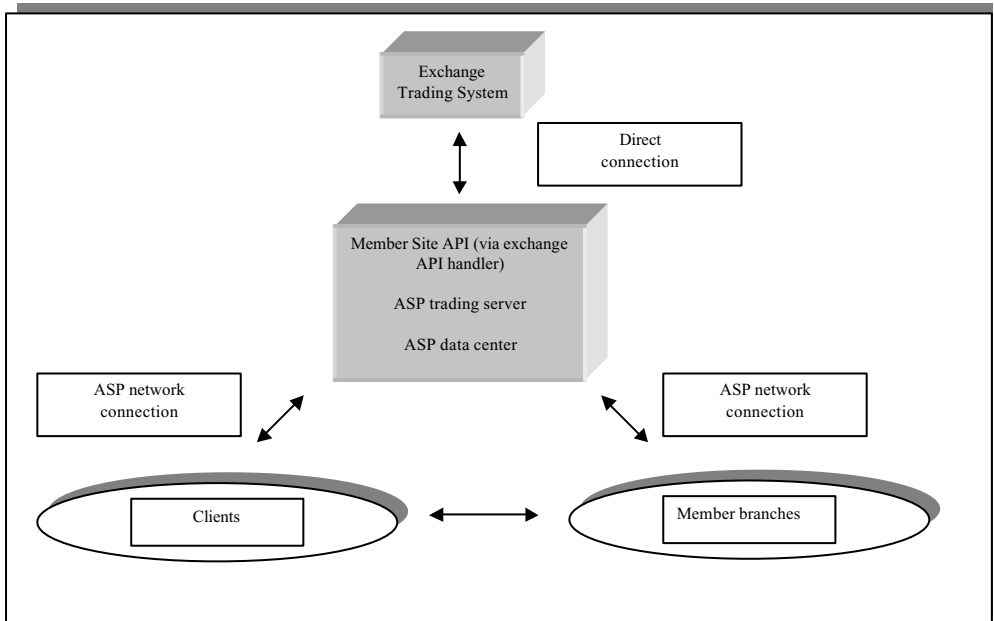 Exchange
Trading System
Direct
connection
Member Site API (via exchange
API handler)
ASP trading server
ASP data center
ASP network
connection
ASP network
connection
Clients
Member branches